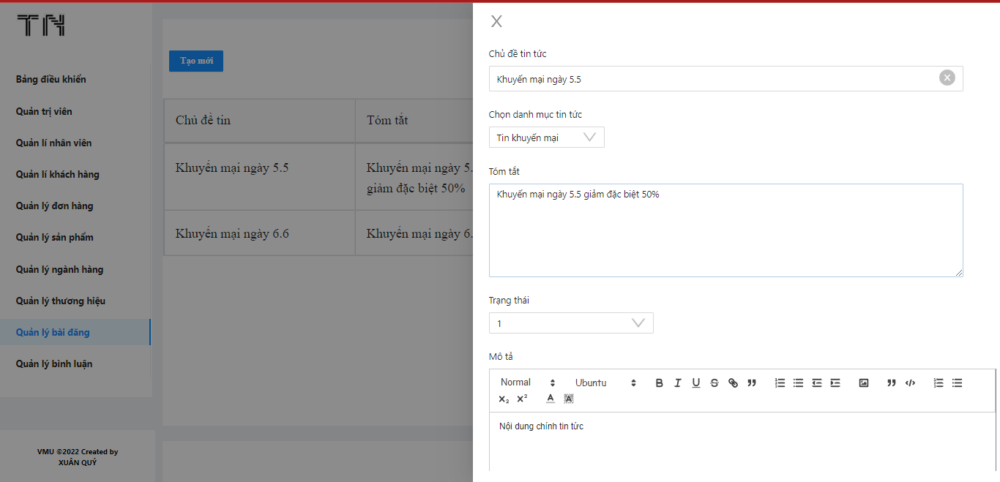 TN
Bảng điều khiển
Quản trị viên
Quản lí nhân viên
Quản lí khách hàng
Quản lý đơn hàng
Quản lý sản phẩm
Quản lý ngành hàng
Quản lý thương hiệu
Quản lý bài đăng
Quản lý bình luận
VMU ©2022 Created by
XUÂN QUÝ
Tạo mới
Chủ đề tin Tóm tắt
Khuyến mại ngày 5.5 Khuyến mại ngày 5.
giảm đặc biệt 50%
Khuyến mại ngày 6.6 Khuyến mại ngày 6.
X
Chủ đề tin tức
Khuyến mại ngày 5.5
Chọn danh mục tin tức
Tin khuyến mại
Tóm tắt
Khuyến mại ngày 5.5 giảm đặc biệt 50%
Trạng thái
1
Mô tả
Normal Ubuntu B I U S
X₂ X² A A
Nội dung chính tin tức